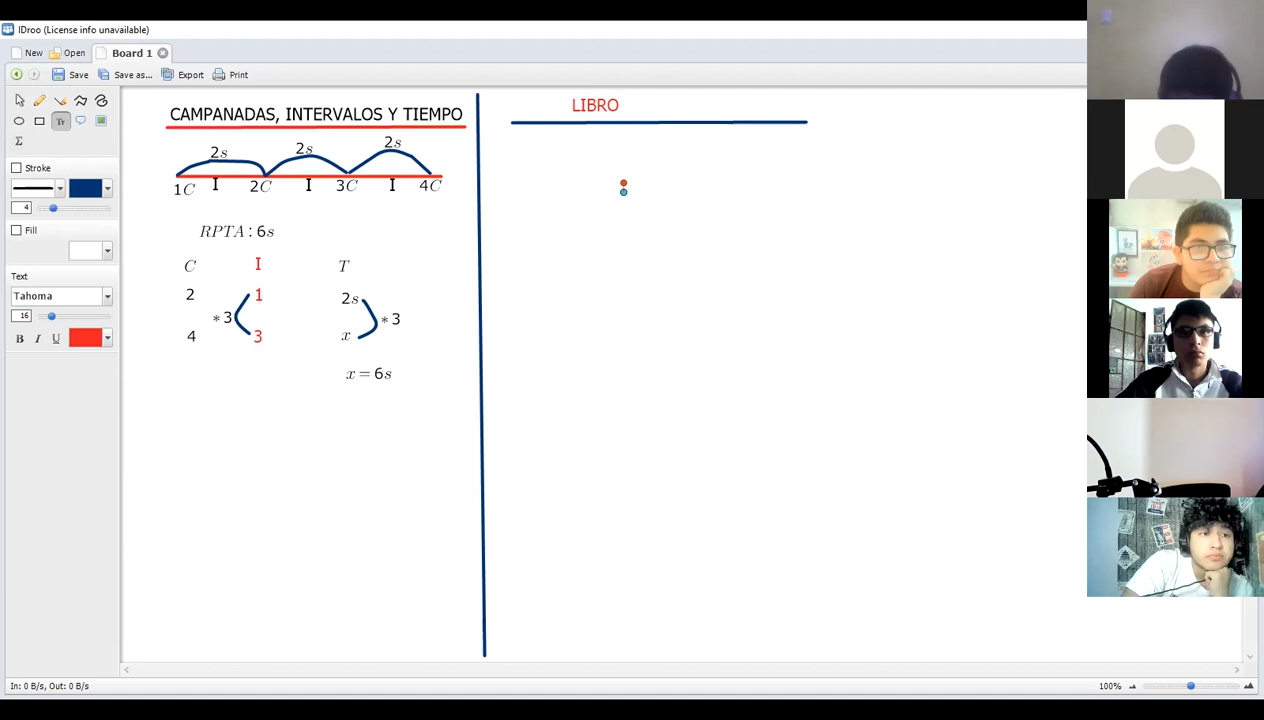 IDroo (License info unavailable)
New Open Board 1
Save Save as... Export Print
Tr
Σ
Stroke
4
Fill
Text
Tahoma
16
B I U
CAMPANADAS, INTERVALOS Y TIEMPO
2s 2s 2s
1C I 2C I 3C I 4C
RPTA : 6s
C I T
2 1 2s
* 3 * 3
4 3 x
x = 6s
LIBRO
In: 0 B/s, Out: 0 B/s
100%